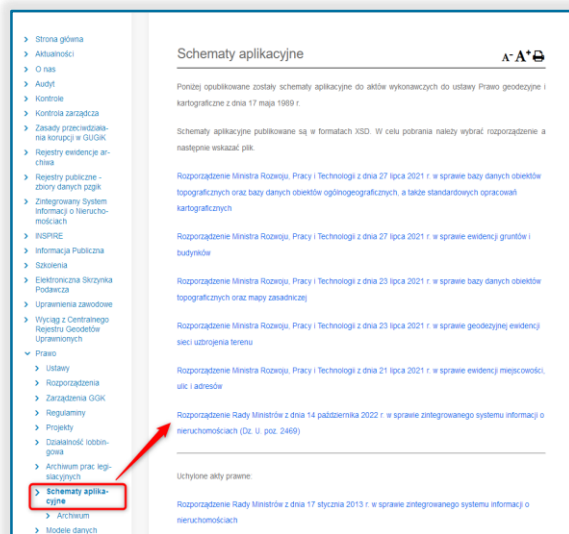 Strona główna
Aktualności
O nas
Audyt
Kontrole
Kontrola zarządcza
Zasady przeciwdziała-
nia korupcji w GUGiK
Rejestry ewidencje ar-
chiwa
Rejestry publiczne -
zbiory danych pzgik
Zintegrowany System
Informacji o Nierucho-
mościach
INSPIRE
Informacja Publiczna
Szkolenia
Elektroniczna Skrzynka
Podawcza
Uprawnienia zawodowe
Wyciąg z Centralnego
Rejestru Geodetów
Uprawnionych
Prawo
Ustawy
Rozporządzenia
Zarządzenia GGK
Regulaminy
Projekty
Działalność lobbin-
gowa
Archiwum prac legi-
slacyjnych
Schematy aplika-
cyjne
Archiwum
Modele danych
Schematy aplikacyjne
A- A+
Poniżej opublikowane zostały schematy aplikacyjne do aktów wykonawczych do ustawy Prawo geodezyjne i
kartograficzne z dnia 17 maja 1989 r.
Schematy aplikacyjne publikowane są w formatach XSD. W celu pobrania należy wybrać rozporządzenie a
następnie wskazać plik.
Rozporządzenie Ministra Rozwoju, Pracy i Technologii z dnia 27 lipca 2021 r. w sprawie bazy danych obiektów
topograficznych oraz bazy danych obiektów ogólnogeograficznych, a także standardowych opracowań
kartograficznych
Rozporządzenie Ministra Rozwoju, Pracy i Technologii z dnia 27 lipca 2021 r. w sprawie ewidencji gruntów i
budynków
Rozporządzenie Ministra Rozwoju, Pracy i Technologii z dnia 23 lipca 2021 r. w sprawie bazy danych obiektów
topograficznych oraz mapy zasadniczej
Rozporządzenie Ministra Rozwoju, Pracy i Technologii z dnia 23 lipca 2021 r. w sprawie geodezyjnej ewidencji
sieci uzbrojenia terenu
Rozporządzenie Ministra Rozwoju, Pracy i Technologii z dnia 21 lipca 2021 r. w sprawie ewidencji miejscowości,
ulic i adresów
Rozporządzenie Rady Ministrów z dnia 14 października 2022 r. w sprawie zintegrowanego systemu informacji o
nieruchomościach (Dz. U. poz. 2469)
Uchylone akty prawne:
Rozporządzenie Rady Ministrów z dnia 17 stycznia 2013 r. w sprawie zintegrowanego systemu informacji o
nieruchomościach